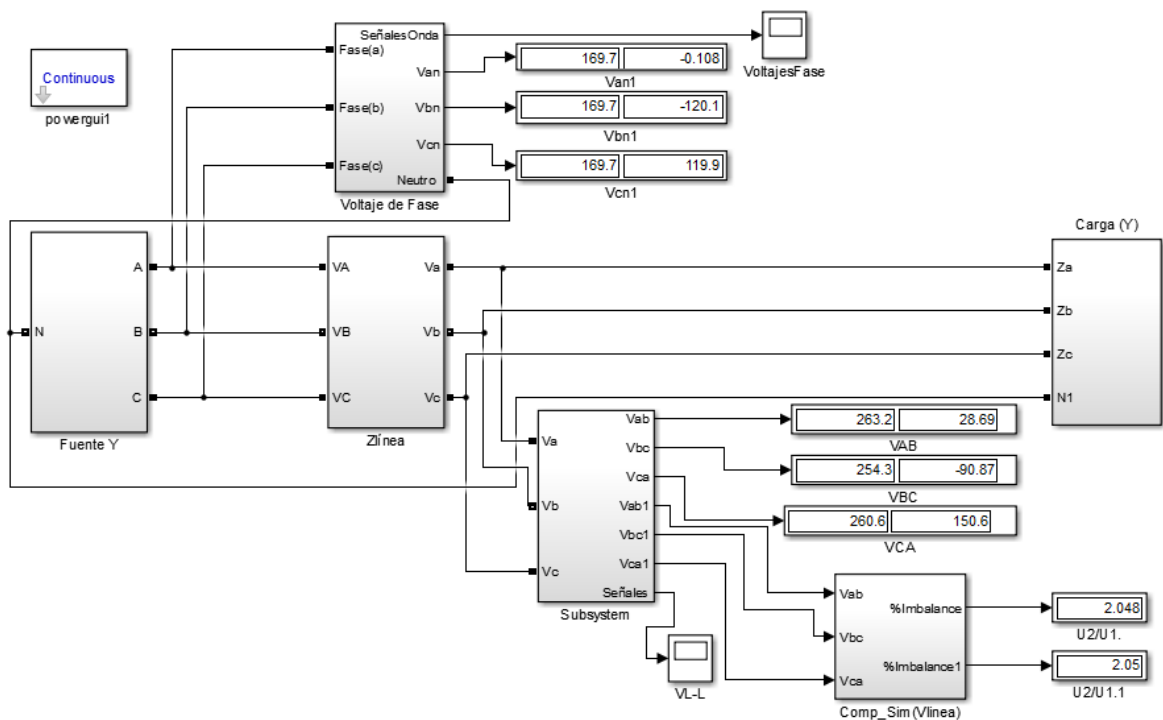 Continuous
powergui1
SeñalesOnda
Fase(a)
Van
Fase(b)
Vbn
Vcn
Fase(c)
Neutro
Voltaje de Fase
169.7 -0.108
Van1
169.7 -120.1
Vbn1
169.7 119.9
Vcn1
VoltajesFase
N
A
B
C
Fuente Y
VA
VB
VC
Va
Vb
Vc
Zlínea
Carga (Y)
Za
Zb
Zc
N1
Va
Vb
Vc
Vab
Vbc
Vca
Vab1
Vbc1
Vca1
Señales
Subsystem
263.2 28.69
VAB
254.3 -90.87
VBC
260.6 150.6
VCA
VL-L
Vab
Vbc
Vca
%Imbalance
%Imbalance1
Comp_Sim(Vlinea)
2.048
U2/U1.
2.05
U2/U1.1